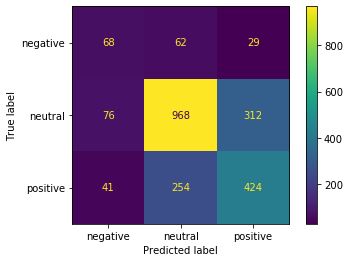 negative 68 62 29
neutral 76 968 312
positive 41 254 424
negative neutral positive
Predicted label
True label
800
600
400
200